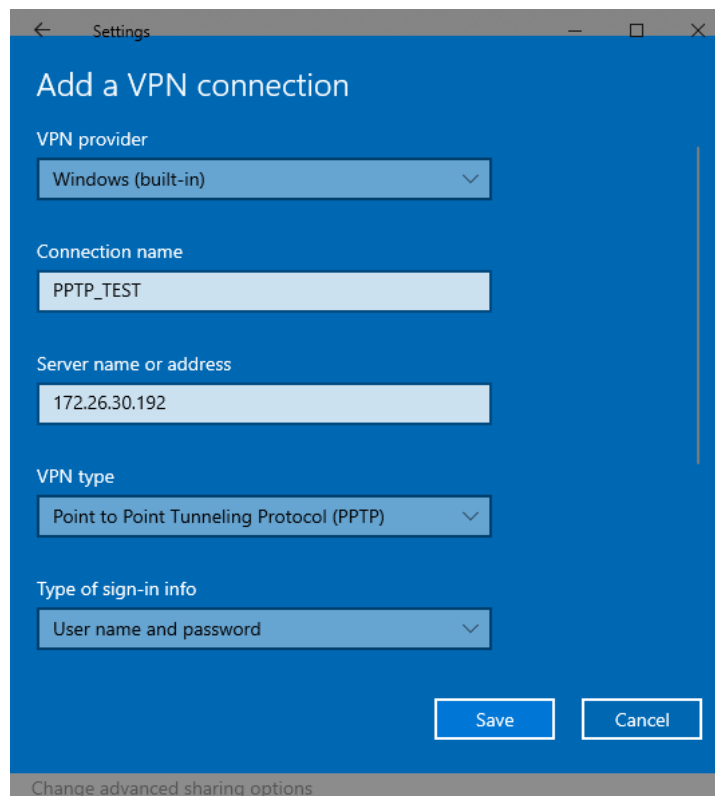 Settings
Add a VPN connection
VPN provider
Windows (built-in)
Connection name
PPTP_TEST
Server name or address
172.26.30.192
VPN type
Point to Point Tunneling Protocol (PPTP)
Type of sign-in info
User name and password
Save Cancel
Change advanced sharing options